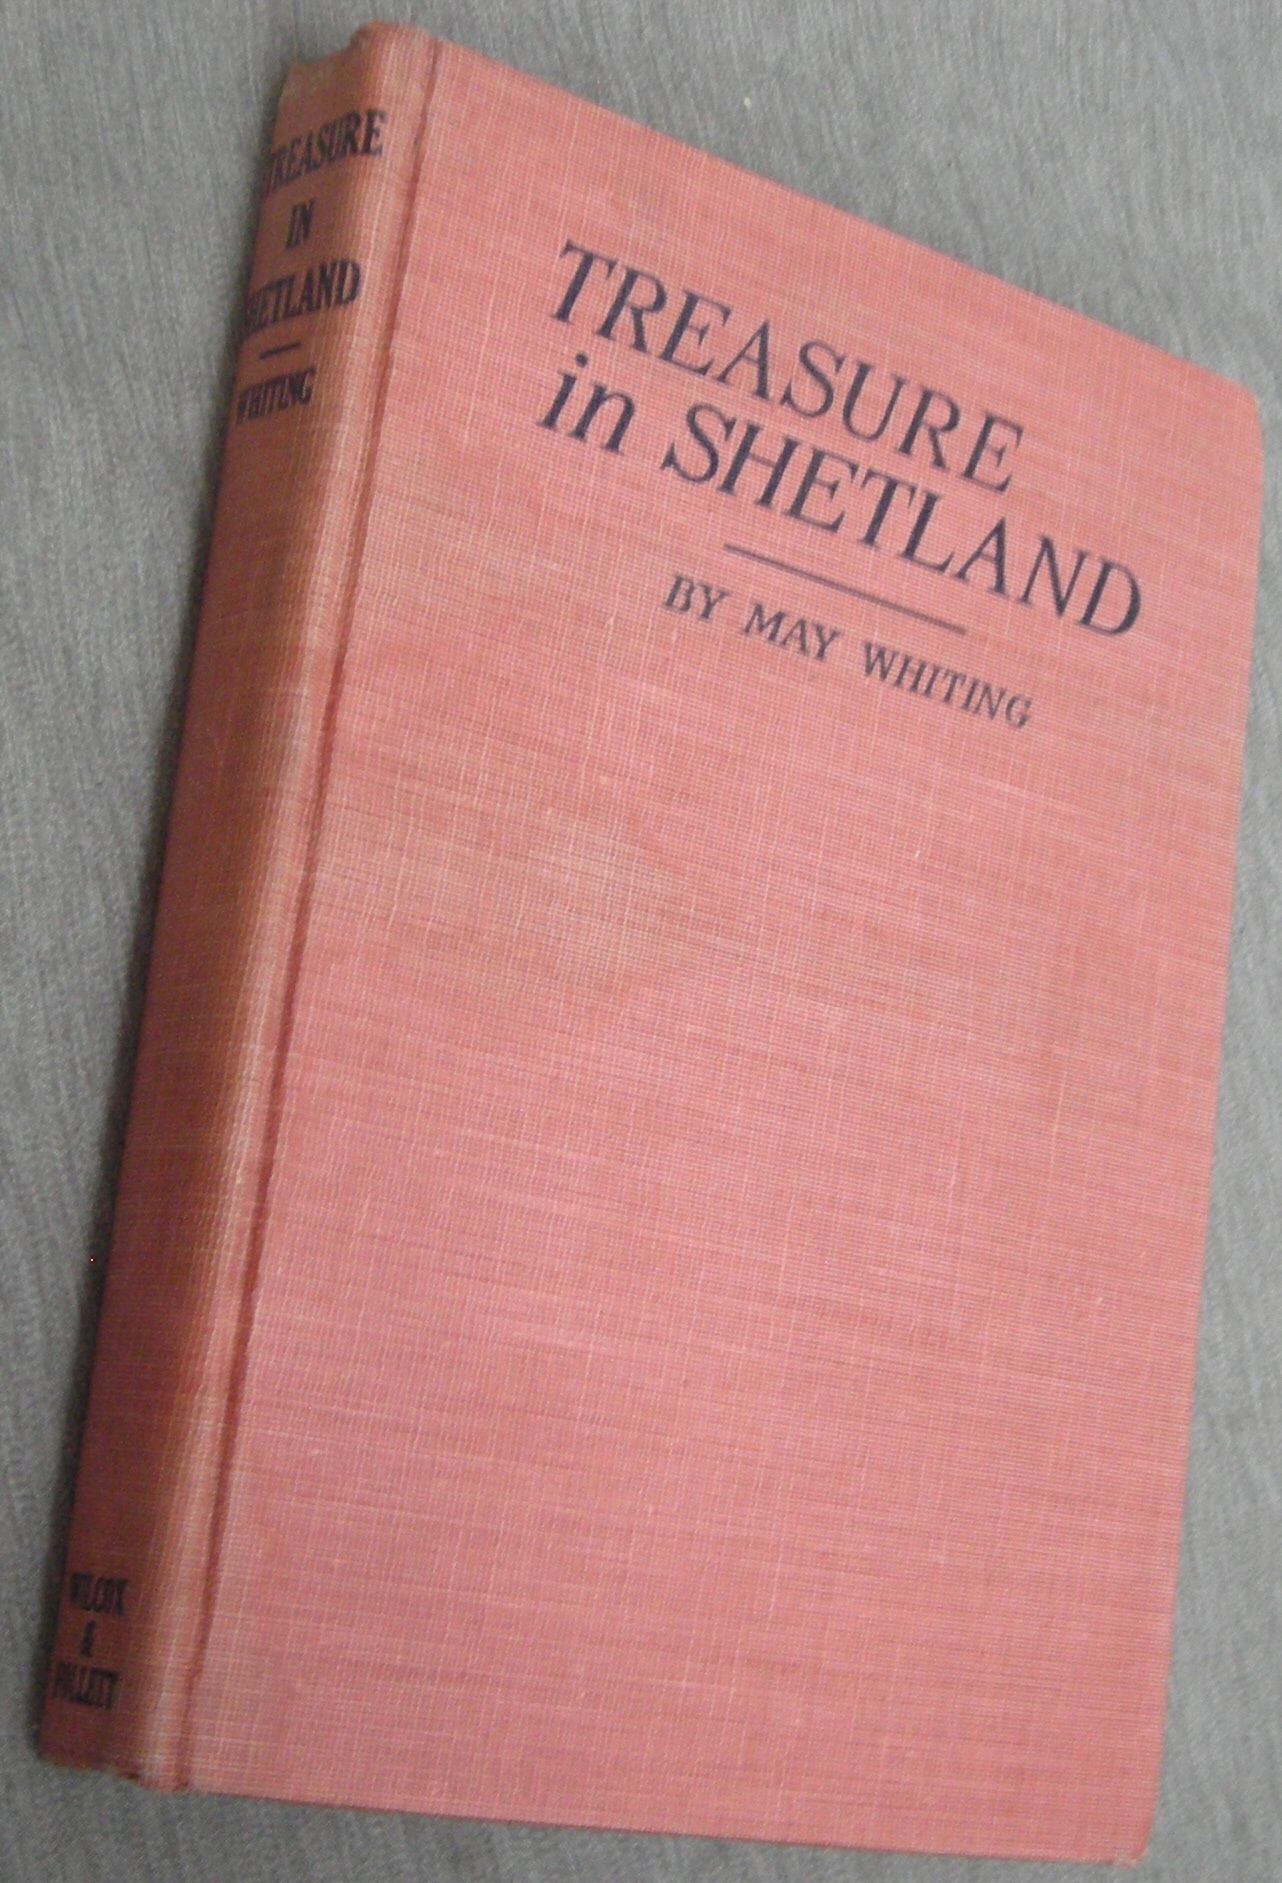 TREASURE
IN
SHETLAND
WHITING
WILCOX
&
FOLLETT
TREASURE
in SHETLAND
BY MAY WHITING